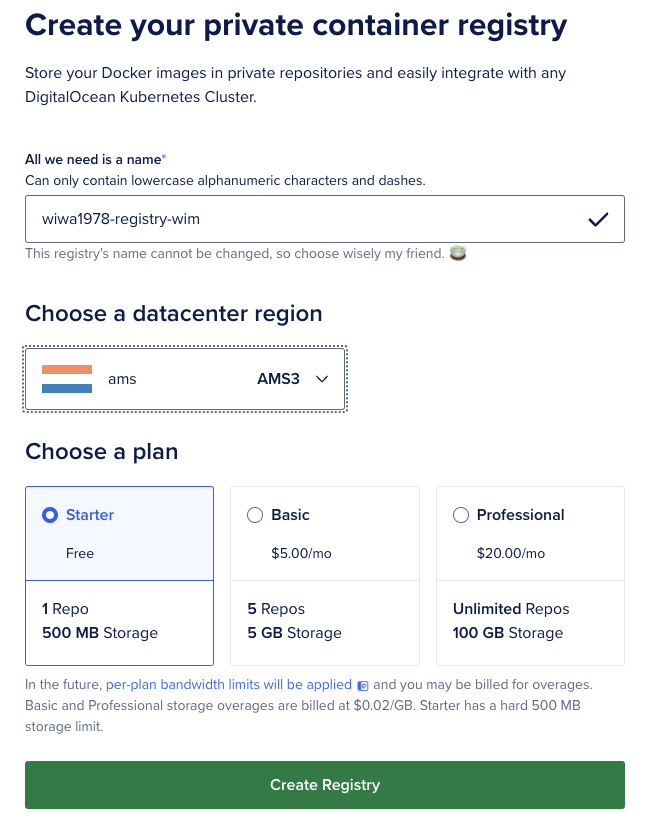 Create your private container registry
Store your Docker images in private repositories and easily integrate with any
DigitalOcean Kubernetes Cluster.
All we need is a name*
Can only contain lowercase alphanumeric characters and dashes.
wiwa1978-registry-wim
This registry's name cannot be changed, so choose wisely my friend. 🍵
Choose a datacenter region
ams AMS3
Choose a plan
Starter
Free
1 Repo
500 MB Storage
Basic
$5.00/mo
5 Repos
5 GB Storage
Professional
$20.00/mo
Unlimited Repos
100 GB Storage
In the future, per-plan bandwidth limits will be applied and you may be billed for overages.
Basic and Professional storage overages are billed at $0.02/GB. Starter has a hard 500 MB
storage limit.
Create Registry